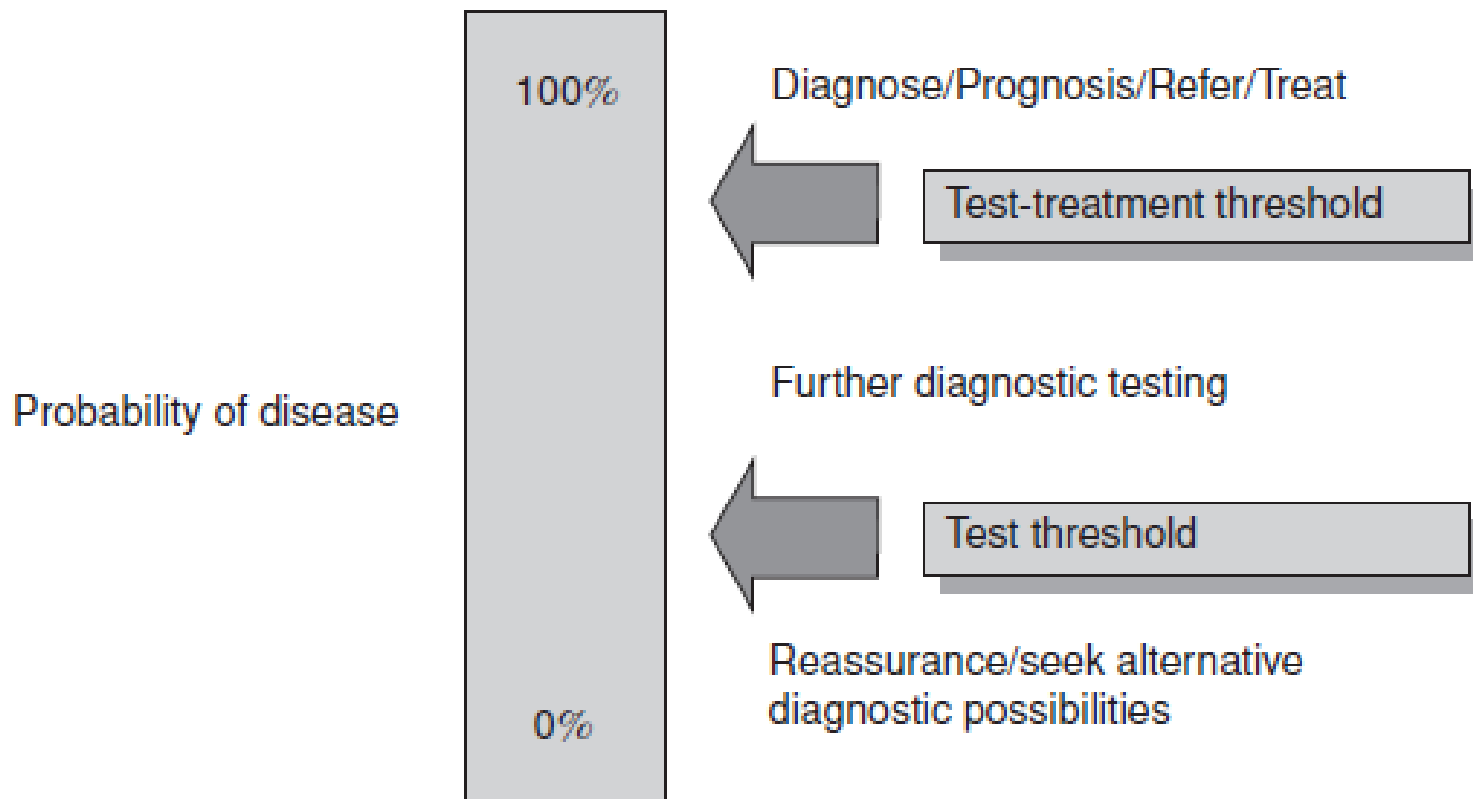 100%
Diagnose/Prognosis/Refer/Treat
Test-treatment threshold
Further diagnostic testing
Probability of disease
Test threshold
Reassurance/seek alternative
diagnostic possibilities
0%